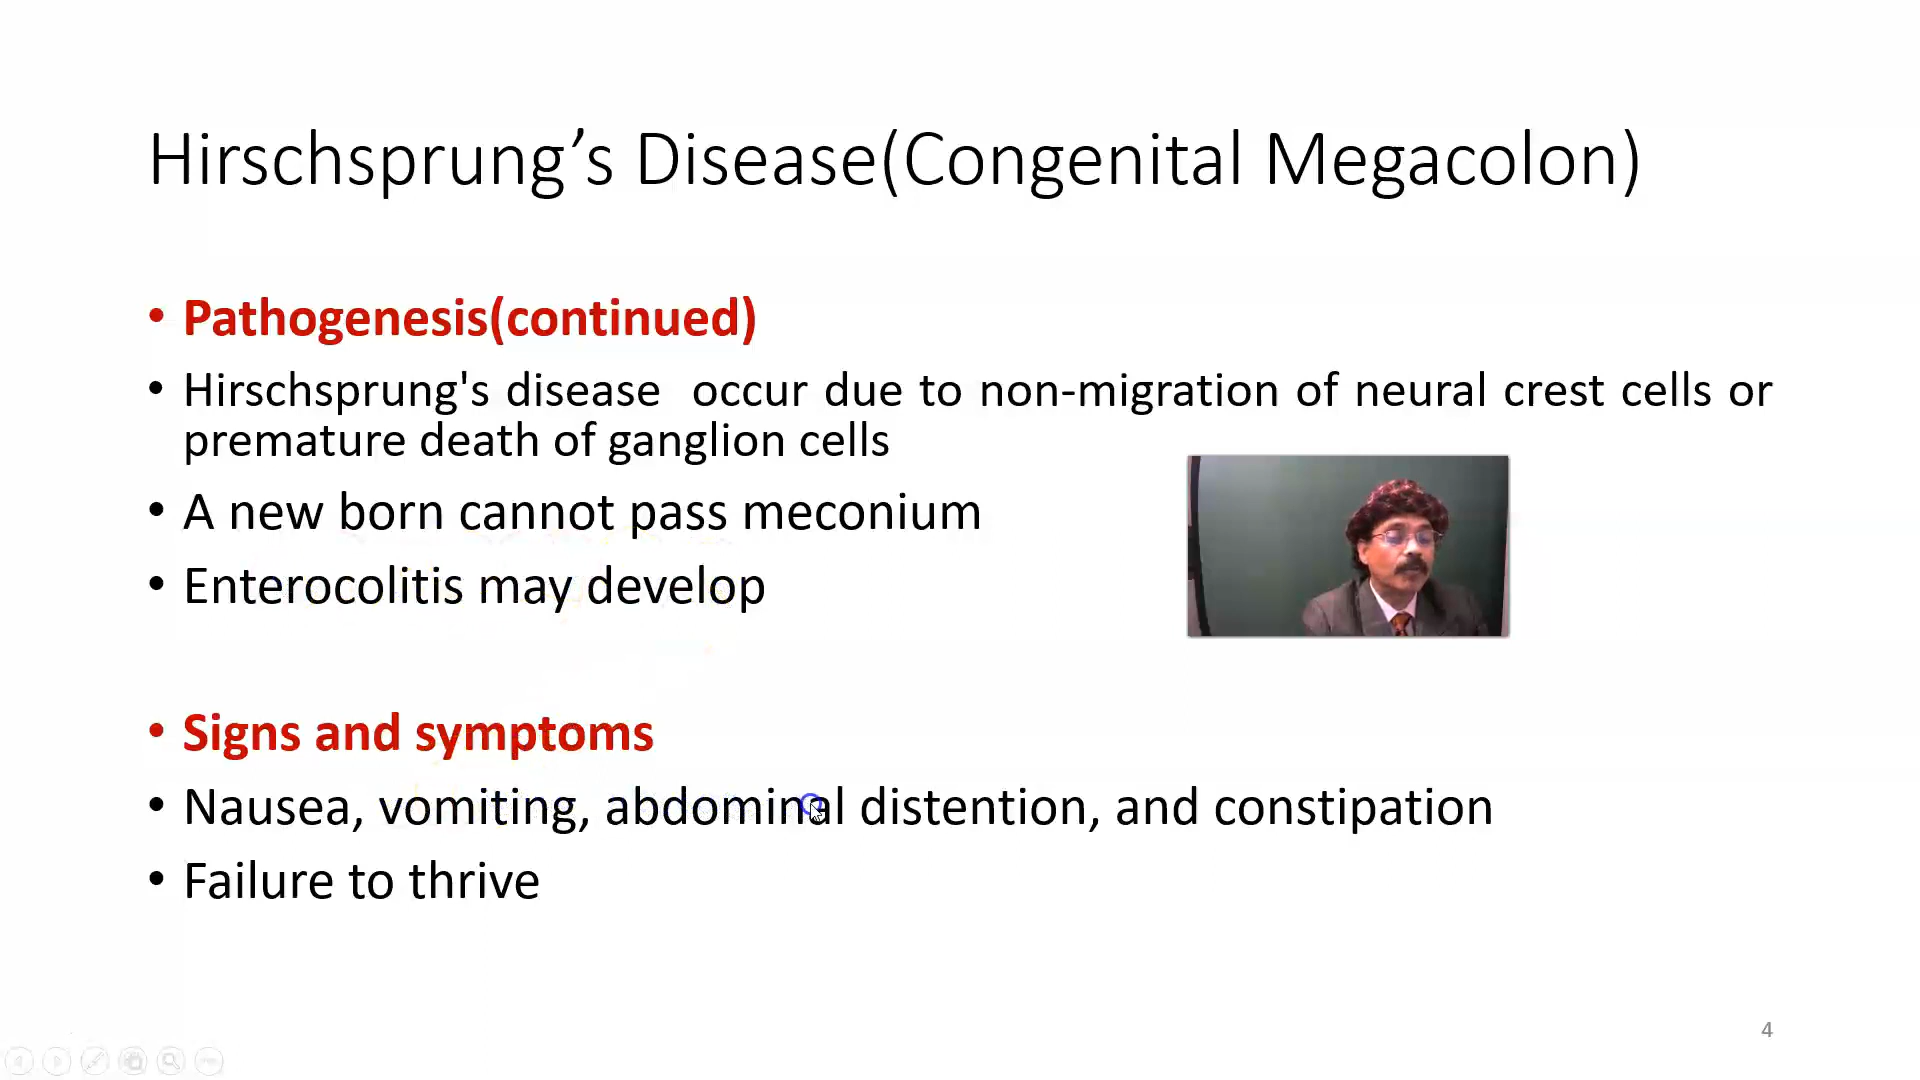 Hirschsprung’s Disease(Congenital Megacolon)
• Pathogenesis(continued)
• Hirschsprung's disease occur due to non-migration of neural crest cells or
premature death of ganglion cells
• A new born cannot pass meconium
• Enterocolitis may develop
• Signs and symptoms
• Nausea, vomiting, abdominal distention, and constipation
• Failure to thrive
4